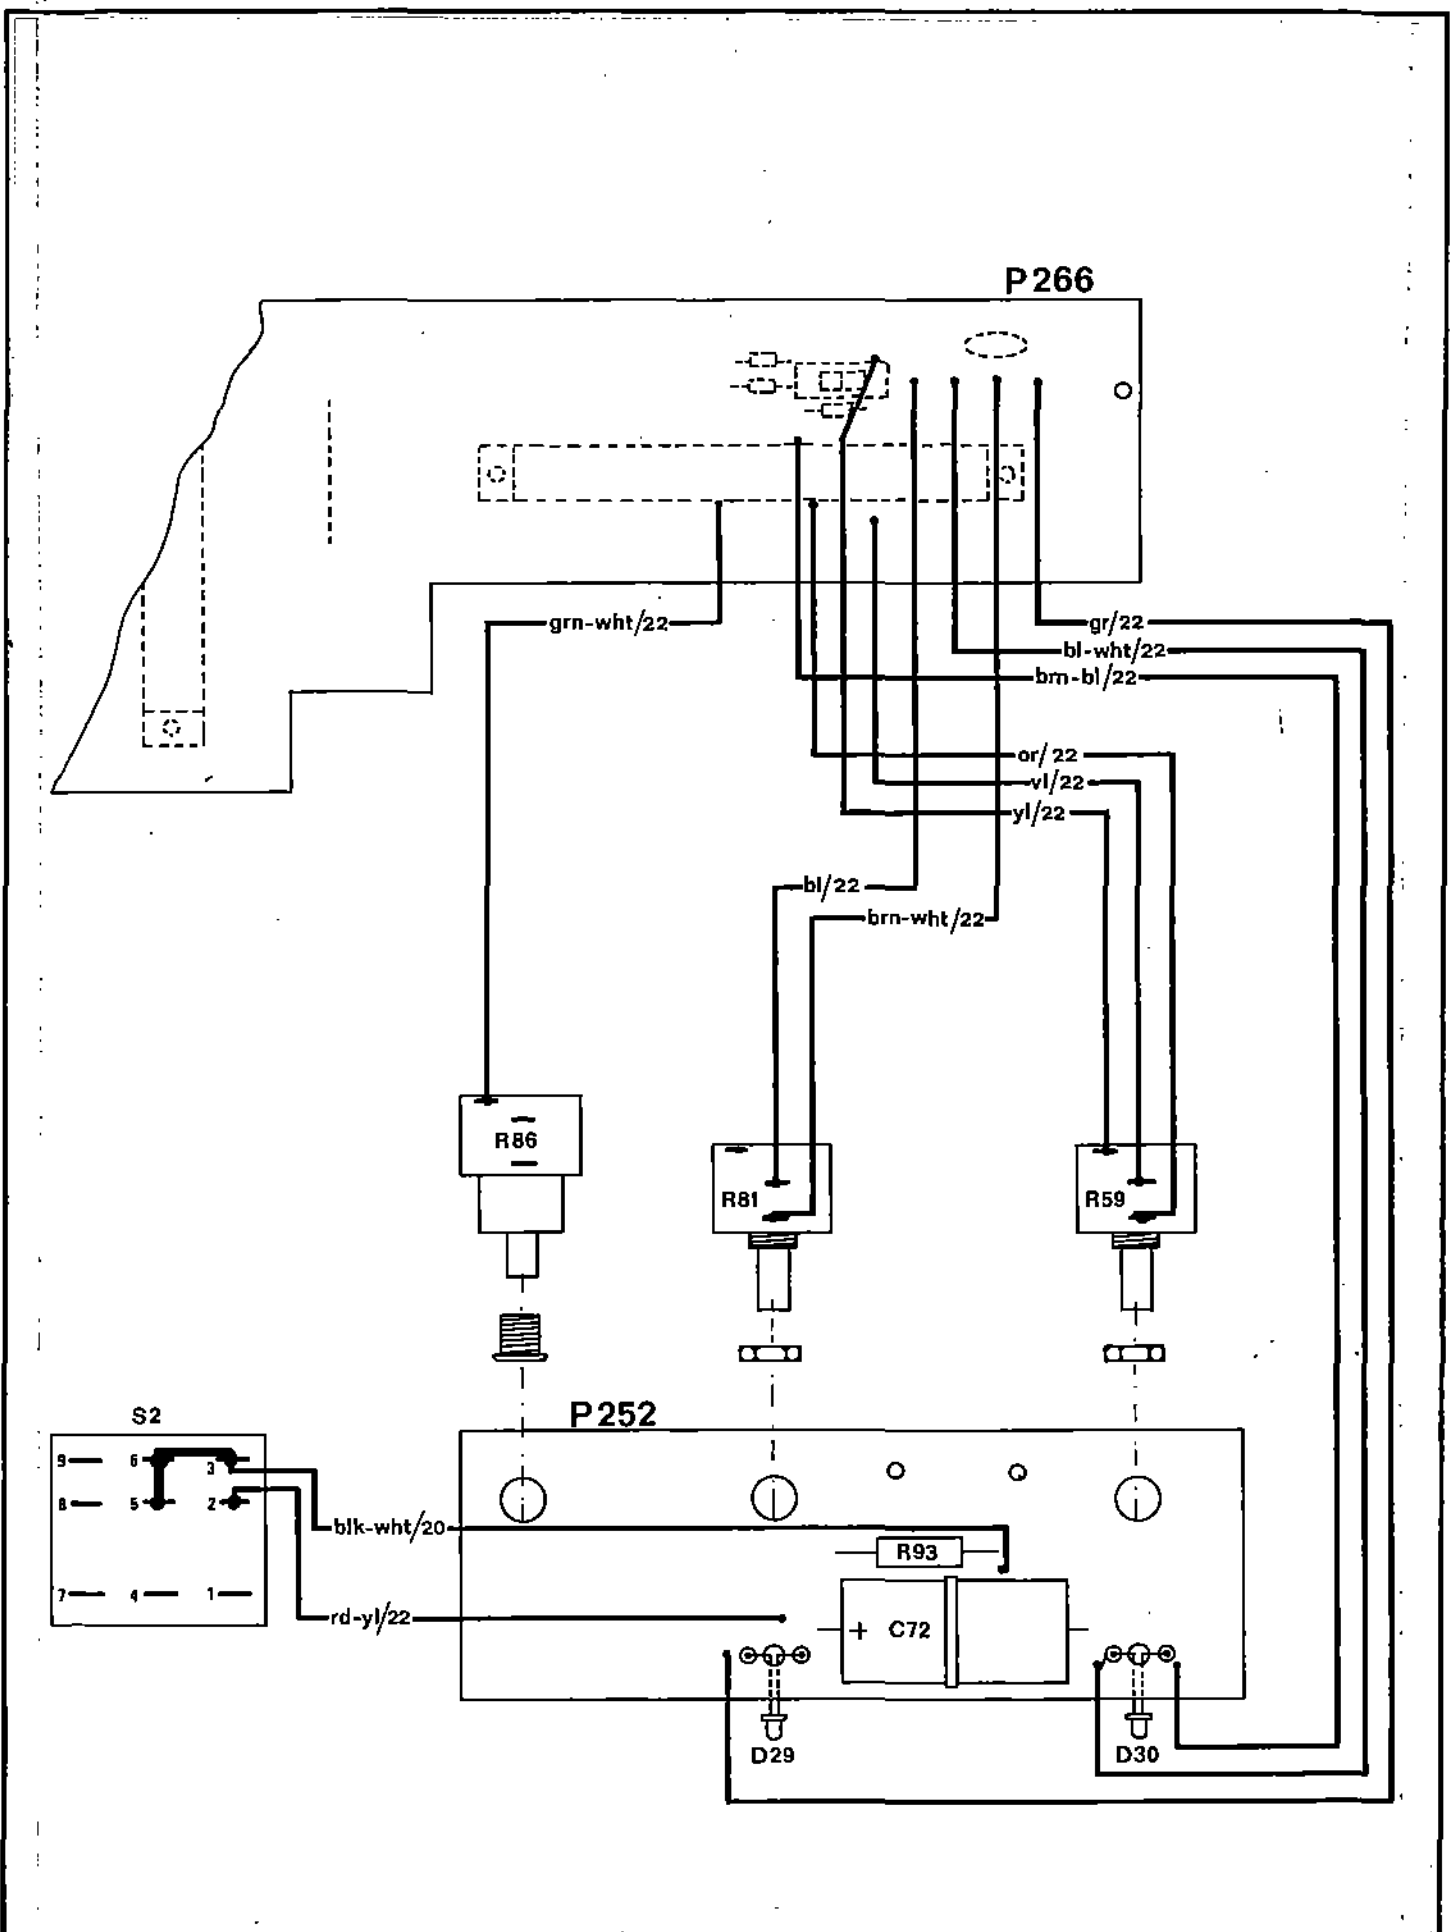 P266
grn-wht/22
gr/22
bl-wht/22
brn-bl/22
or/22
vl/22
yl/22
bl/22
brn-wht/22
R86
R81
R59
S2
P252
9 6 3
8 5 2
blk-wht/20
R93
7 4 1
rd-yl/22
+ C72
D29
D30